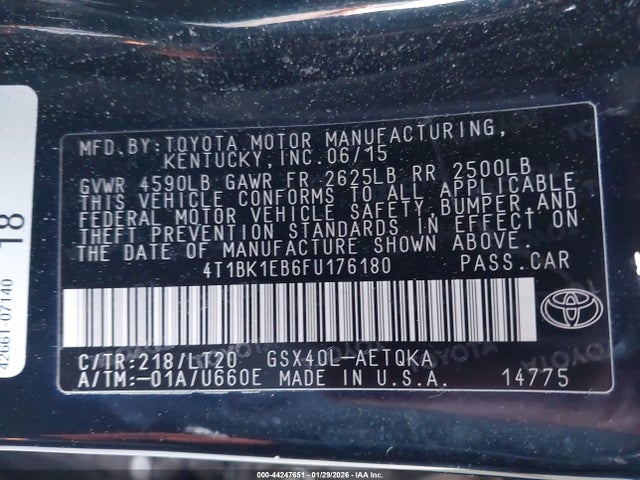 MFD.BY:TOYOTA MOTOR MANUFACTURING,
KENTUCKY,INC.06/15
GVWR 4590LB GAWR FR 2625LB RR 2500LB
THIS VEHICLE CONFORMS TO ALL APPLICABLE
FEDERAL MOTOR VEHICLE SAFETY,BUMPER,AND
THEFT PREVENTION STANDARDS IN EFFECT ON
THE DATE OF MANUFACTURE SHOWN ABOVE.
4T1BK1EB6FU176180 PASS.CAR
C/TR:218/LT20 GSX40L-AETQKA
A/TM:-01A/U660E MADE IN U.S.A. 14775
18
42661-07140
000-44247651 - 01/29/2026 - IAA Photo